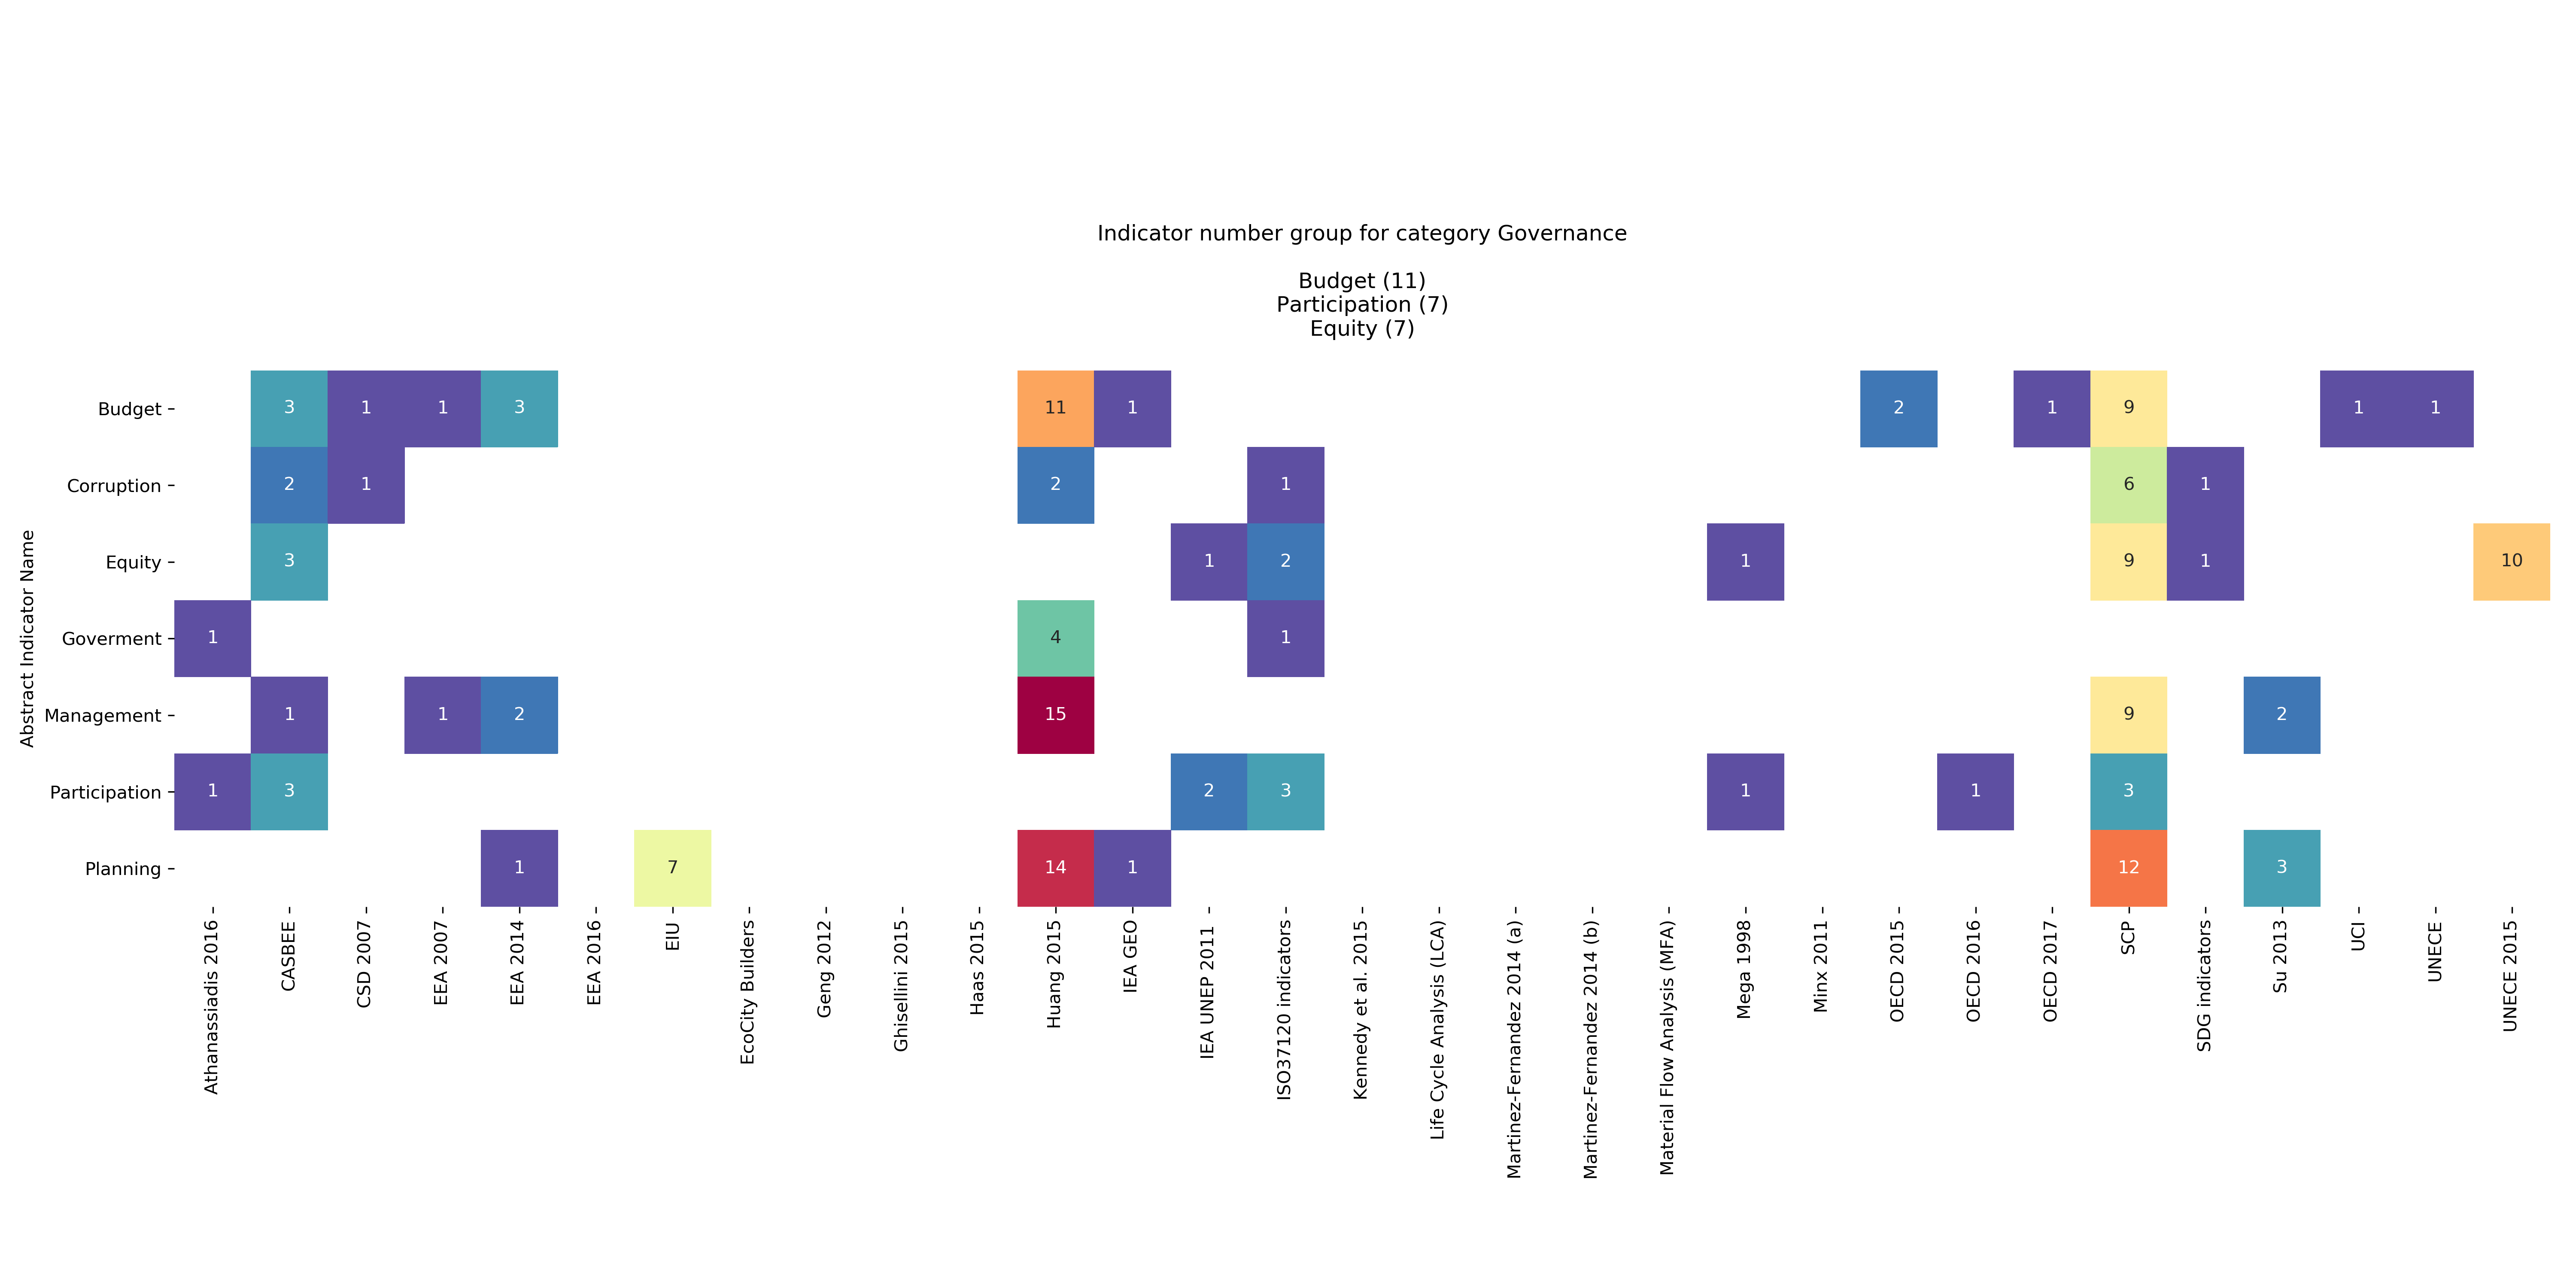 Indicator number group for category Governance
Budget (11)
Participation (7)
Equity (7)
Abstract Indicator Name
Budget 3 1 1 3 11 1 2 1 9 1 1
Corruption 2 1 2 1 6 1
Equity 3 1 2 1 9 1 10
Goverment 1 4 1
Management 1 1 2 15 9 2
Participation 1 3 2 3 1 1 3
Planning 1 7 14 1 12 3
Athanassiadis 2016
CASBEE
CSD 2007
EEA 2007
EEA 2014
EEA 2016
EIU
EcoCity Builders
Geng 2012
Ghisellini 2015
Haas 2015
Huang 2015
IEA GEO
IEA UNEP 2011
ISO37120 indicators
Kennedy et al. 2015
Life Cycle Analysis (LCA)
Martinez-Fernandez 2014 (a)
Martinez-Fernandez 2014 (b)
Material Flow Analysis (MFA)
Mega 1998
Minx 2011
OECD 2015
OECD 2016
OECD 2017
SCP
SDG indicators
Su 2013
UCI
UNECE
UNECE 2015